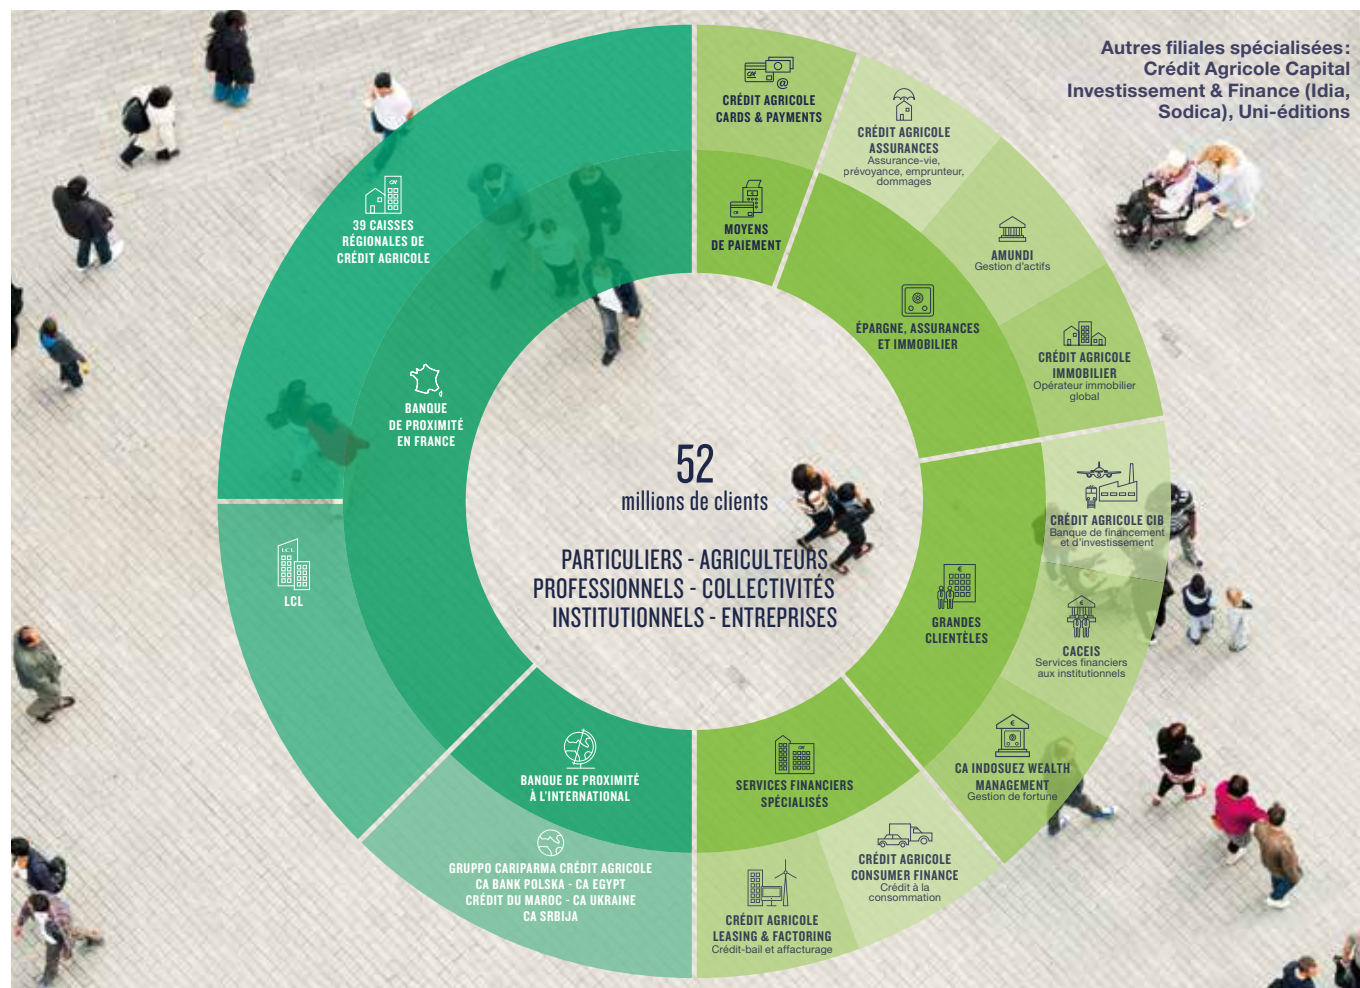 Autres filiales spécialisées:
Crédit Agricole Capital
Investissement & Finance (Idia,
Sodica), Uni-éditions
CRÉDIT AGRICOLE
CARDS & PAYMENTS
MOYENS
DE PAIEMENT
CRÉDIT AGRICOLE
ASSURANCES
Assurance-vie,
prévoyance, emprunteur,
dommages
AMUNDI
Gestion d'actifs
CRÉDIT AGRICOLE
IMMOBILIER
Opérateur immobilier
global
ÉPARGNE, ASSURANCES
ET IMMOBILIER
39 CAISSES
RÉGIONALES DE
CRÉDIT AGRICOLE
BANQUE
DE PROXIMITÉ
EN FRANCE
52
millions de clients
PARTICULIERS - AGRICULTEURS
PROFESSIONNELS - COLLECTIVITÉS
INSTITUTIONNELS - ENTREPRISES
CRÉDIT AGRICOLE CIB
Banque de financement
et d'investissement
GRANDES
CLIENTÈLES
CACEIS
Services financiers
aux institutionnels
CA INDOSUEZ WEALTH
MANAGEMENT
Gestion de fortune
LCL
LCL
BANQUE DE PROXIMITÉ
À L'INTERNATIONAL
GRUPPO CARIPARMA CRÉDIT AGRICOLE
CA BANK POLSKA - CA EGYPT
CRÉDIT DU MAROC - CA UKRAINE
CA SRBIJA
SERVICES FINANCIERS
SPÉCIALISÉS
CRÉDIT AGRICOLE
CONSUMER FINANCE
Crédit à la
consommation
CRÉDIT AGRICOLE
LEASING & FACTORING
Crédit-bail et affacturage